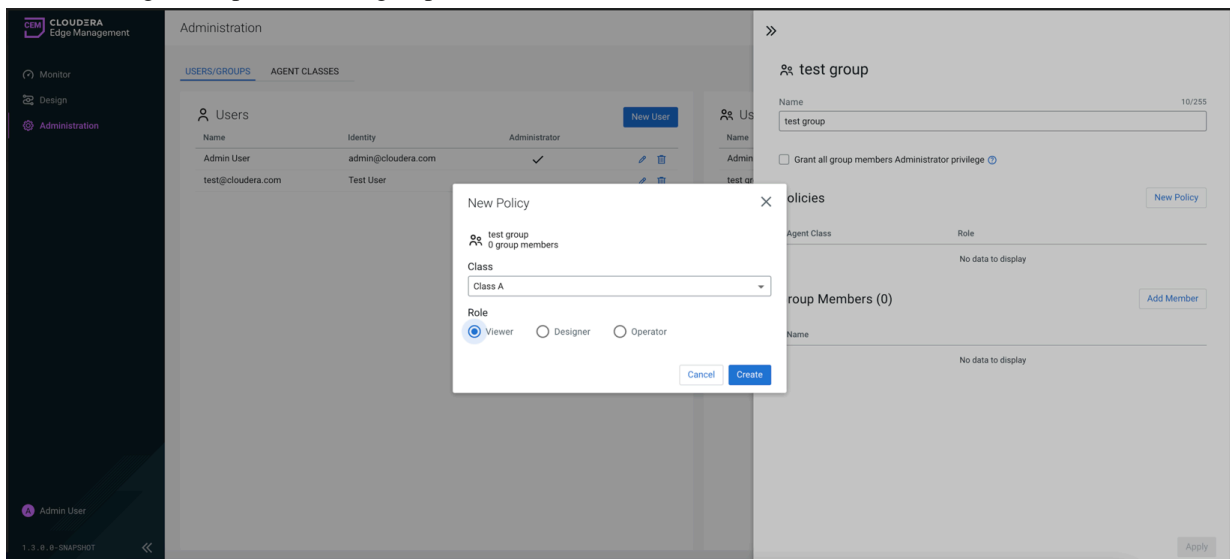 CEM
CLOUDERA
Edge Management
Monitor
Design
Administration
Admin User
1.3.0.0-SNAPSHOT
Administration
USERS/GROUPS AGENT CLASSES
Users
New User
Name Identity Administrator
Admin User admin@cloudera.com
test@cloudera.com Test User
Name
Admin
New Policy
test group
0 group members
Class
Class A
Role
Viewer Designer Operator
Cancel Create
test group
Name 10/255
test group
Grant all group members Administrator privilege
olicies
New Policy
Agent Class Role
No data to display
roup Members (0)
Add Member
Name
No data to display
Apply